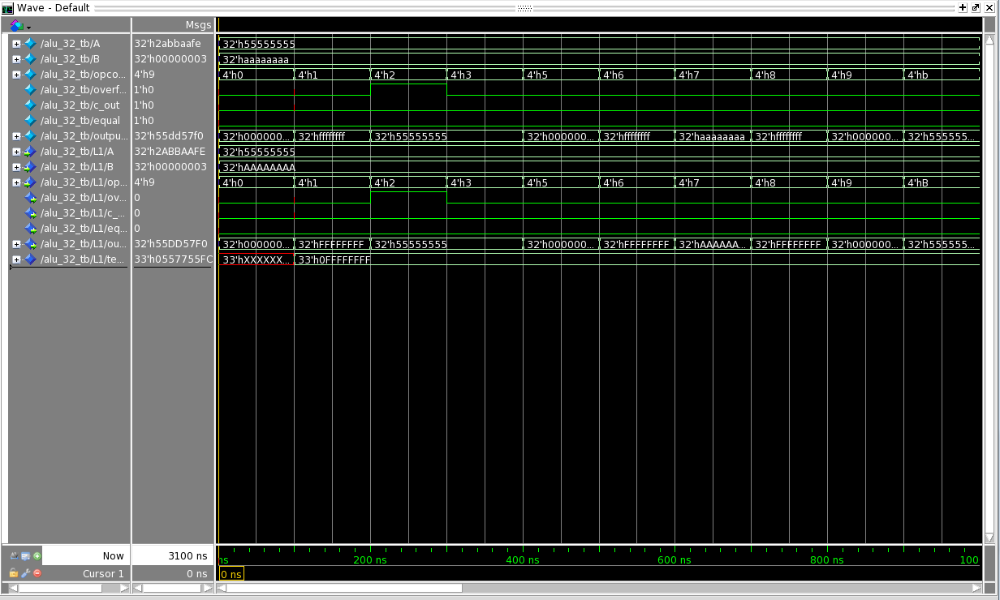 Wave - Default
Msgs
/alu_32_tb/A 32'h2abbaafe 32'h55555555
/alu_32_tb/B 32'h00000003 32'haaaaaaaa
/alu_32_tb/opco... 4'h9 4'h0 4'h1 4'h2 4'h3 4'h5 4'h6 4'h7 4'h8 4'h9 4'hb
/alu_32_tb/overf... 1'h0
/alu_32_tb/c_out 1'h0
/alu_32_tb/equal 1'h0
/alu_32_tb/outpu... 32'h55dd57f0 32'h000000... 32'hffffffff 32'h55555555 32'h000000... 32'hffffffff 32'haaaaaaaa 32'hffffffff 32'h000000... 32'h555555...
/alu_32_tb/L1/A 32'h2ABBAAFE 32'h55555555
/alu_32_tb/L1/B 32'h00000003 32'hAAAAAAAA
/alu_32_tb/L1/op... 4'h9 4'h0 4'h1 4'h2 4'h3 4'h5 4'h6 4'h7 4'h8 4'h9 4'hB
/alu_32_tb/L1/ov... 0
/alu_32_tb/L1/c_... 0
/alu_32_tb/L1/eq... 0
/alu_32_tb/L1/ou... 32'h55DD57F0 32'h000000... 32'hFFFFFFFF 32'h55555555 32'h000000... 32'hFFFFFFFF 32'hAAAAAA... 32'hFFFFFFFF 32'h000000... 32'h555555...
/alu_32_tb/L1/te... 33'h0557755FC 33'hXXXXXX... 33'h0FFFFFFFF
Now 3100 ns ns 200 ns 400 ns 600 ns 800 ns 100
Cursor 1 0 ns 0 ns